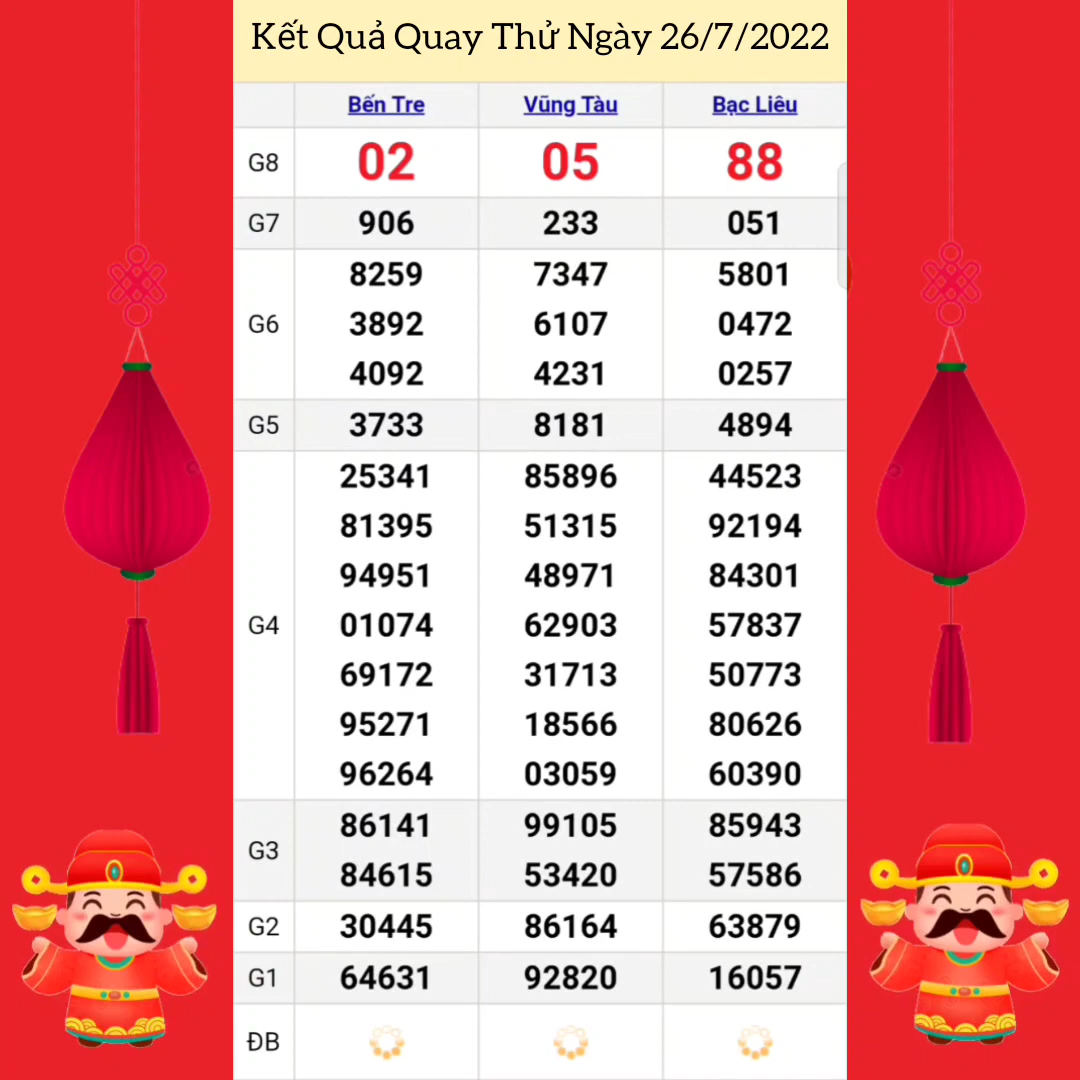 Kết Quả Quay Thử Ngày 26/7/2022
Bến Tre Vũng Tàu Bạc Liêu
G8 02 05 88
G7 906 233 051
8259 7347 5801
G6 3892 6107 0472
4092 4231 0257
G5 3733 8181 4894
25341 85896 44523
81395 51315 92194
94951 48971 84301
G4 01074 62903 57837
69172 31713 50773
95271 18566 80626
96264 03059 60390
G3 86141 99105 85943
84615 53420 57586
G2 30445 86164 63879
G1 64631 92820 16057
ĐB